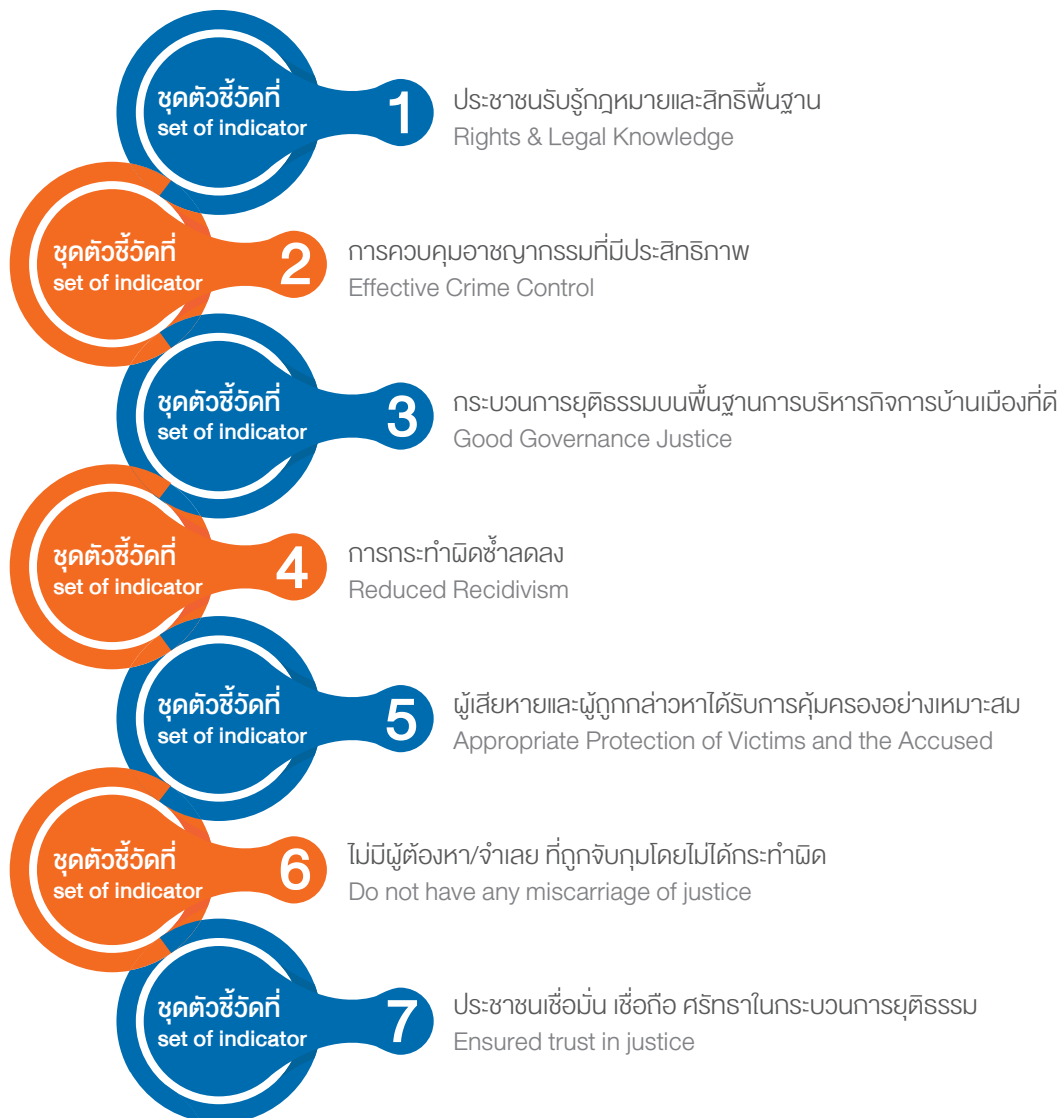 ชุดตัวชี้วัดที่
set of indicator
1
ประชาชนรับรู้กฎหมายและสิทธิพื้นฐาน
Rights & Legal Knowledge
ชุดตัวชี้วัดที่
set of indicator
2
การควบคุมอาชญากรรมที่มีประสิทธิภาพ
Effective Crime Control
ชุดตัวชี้วัดที่
set of indicator
3
กระบวนการยุติธรรมบนพื้นฐานการบริหารกิจการบ้านเมืองที่ดี
Good Governance Justice
ชุดตัวชี้วัดที่
set of indicator
4
การกระทำผิดซ้ำลดลง
Reduced Recidivism
ชุดตัวชี้วัดที่
set of indicator
5
ผู้เสียหายและผู้ถูกกล่าวหาได้รับการคุ้มครองอย่างเหมาะสม
Appropriate Protection of Victims and the Accused
ชุดตัวชี้วัดที่
set of indicator
6
ไม่มีผู้ต้องหา/จำเลย ที่ถูกจับกุมโดยไม่ได้กระทำผิด
Do not have any miscarriage of justice
ชุดตัวชี้วัดที่
set of indicator
7
ประชาชนเชื่อมั่น เชื่อถือ ศรัทธาในกระบวนการยุติธรรม
Ensured trust in justice